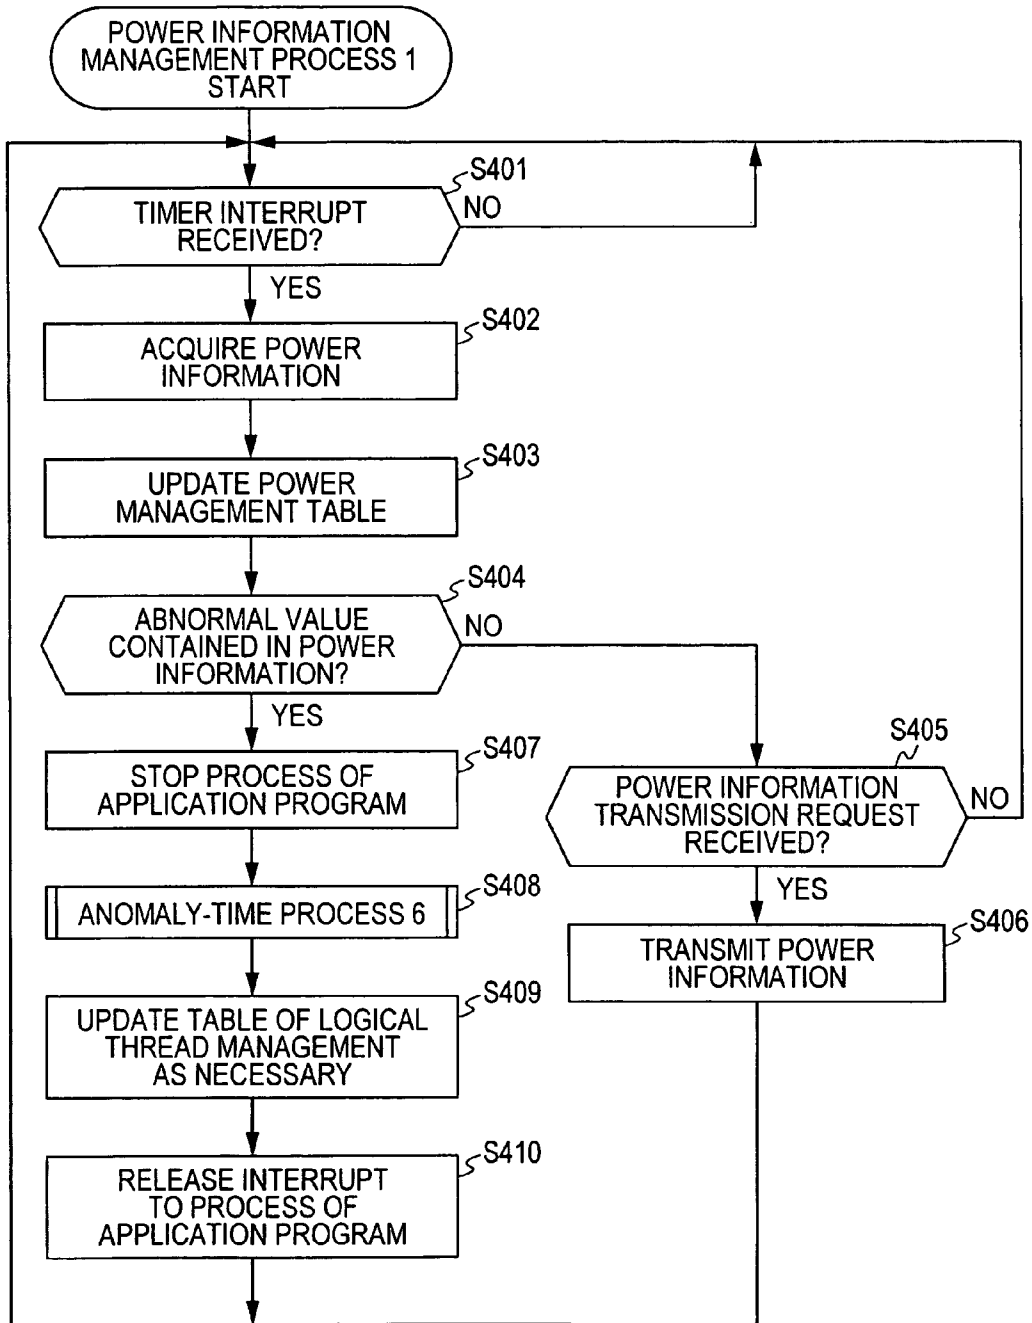 POWER INFORMATION
MANAGEMENT PROCESS 1
START
S401
TIMER INTERRUPT
RECEIVED?
NO
YES
S402
ACQUIRE POWER
INFORMATION
S403
UPDATE POWER
MANAGEMENT TABLE
S404
ABNORMAL VALUE
CONTAINED IN POWER
INFORMATION?
NO
YES
S405
POWER INFORMATION
TRANSMISSION REQUEST
RECEIVED?
NO
YES
S406
TRANSMIT POWER
INFORMATION
S407
STOP PROCESS OF
APPLICATION PROGRAM
S408
ANOMALY-TIME PROCESS 6
S409
UPDATE TABLE OF LOGICAL
THREAD MANAGEMENT
AS NECESSARY
S410
RELEASE INTERRUPT
TO PROCESS OF
APPLICATION PROGRAM